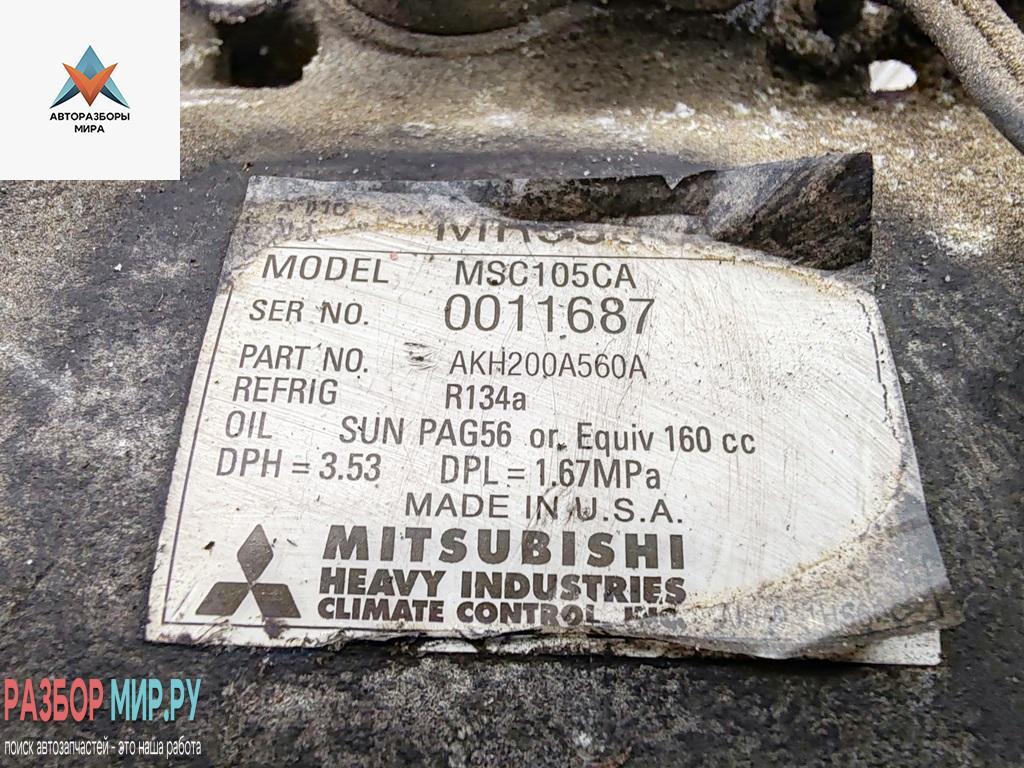 АВТОРАЗБОРЫ
МИРА
MODEL MSC105CA
SER NO. 0011687
PART NO. AKH200A560A
REFRIG R134a
OIL SUN PAG56 or Equiv 160 cc
DPH = 3.53 DPL = 1.67MPa
MADE IN U.S.A.
MITSUBISHI
HEAVY INDUSTRIES
CLIMATE CONTROL, INC.
РАЗБОР МИР.РУ
поиск автозапчастей - это наша работа